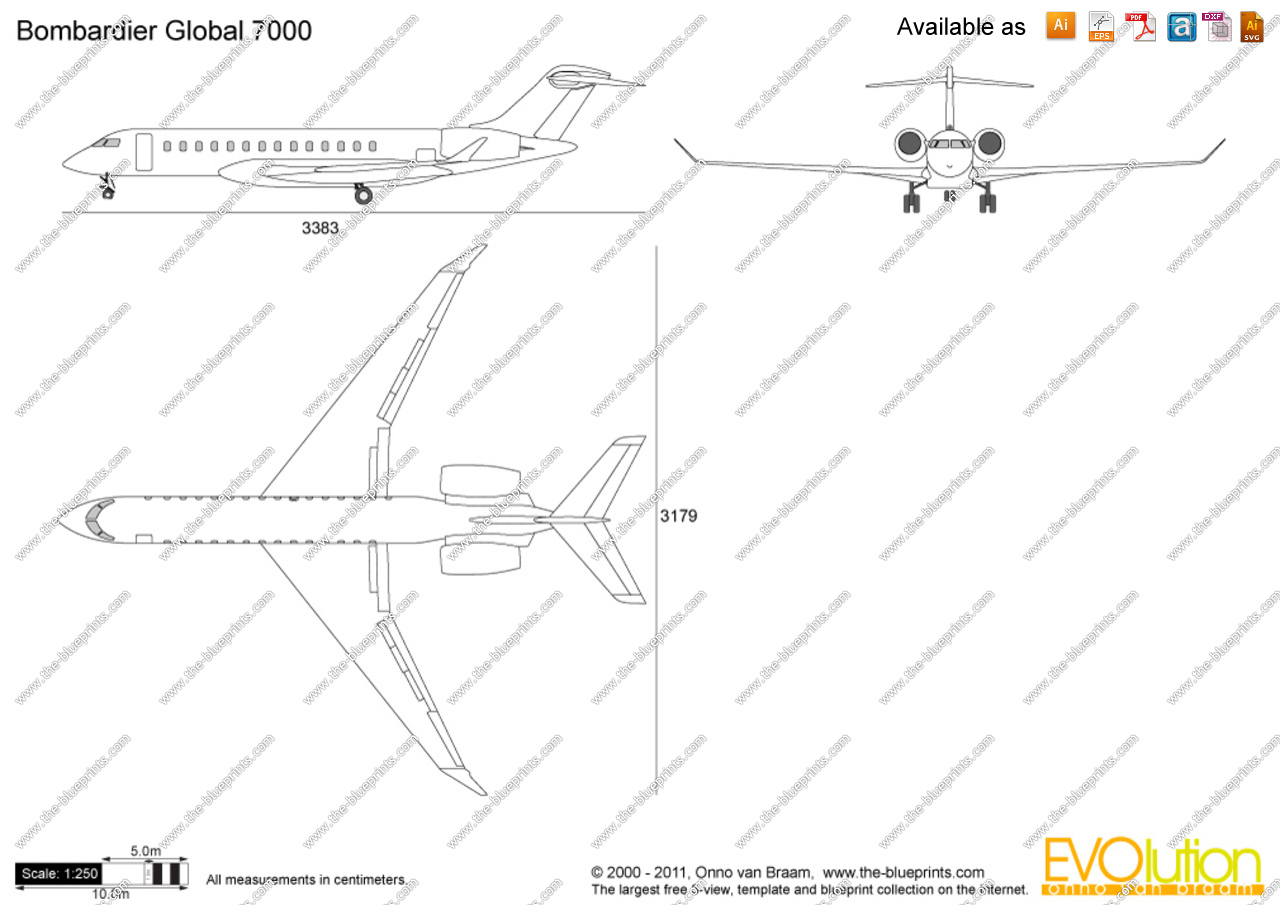 Bombardier Global 7000
Available as
Ai
EPS
PDF
a
DXF
Ai
SVG
3383
3179
5.0m
Scale: 1:250
10.0m
All measurements in centimeters.
© 2000 - 2011, Onno van Braam, www.the-blueprints.com
The largest free 3-view, template and blueprint collection on the internet.
EVOlution
onno van braam
www.the-blueprints.com